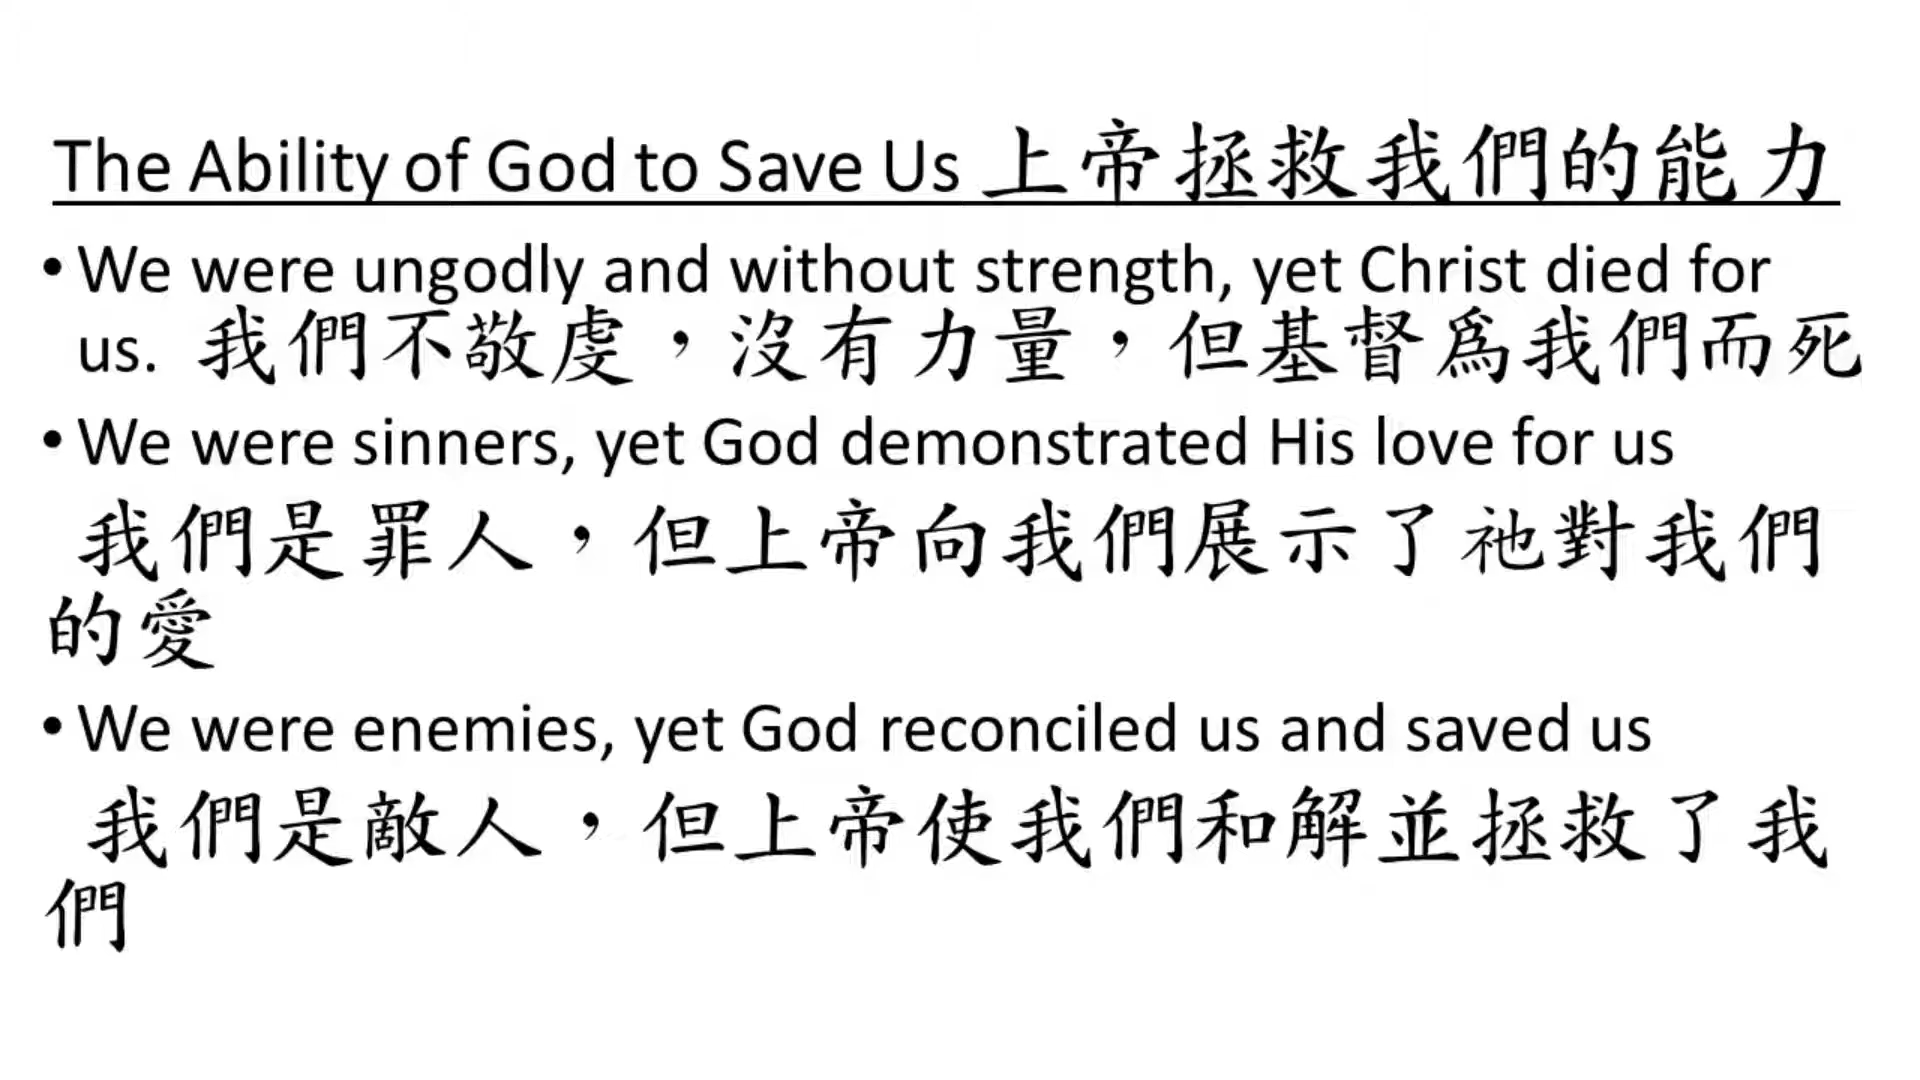 The Ability of God to Save Us 上帝拯救我們的能力
• We were ungodly and without strength, yet Christ died for
us. 我們不敬虔，沒有力量，但基督爲我們而死
• We were sinners, yet God demonstrated His love for us
我們是罪人，但上帝向我們展示了祂對我們
的愛
• We were enemies, yet God reconciled us and saved us
我們是敵人，但上帝使我們和解並拯救了我
們